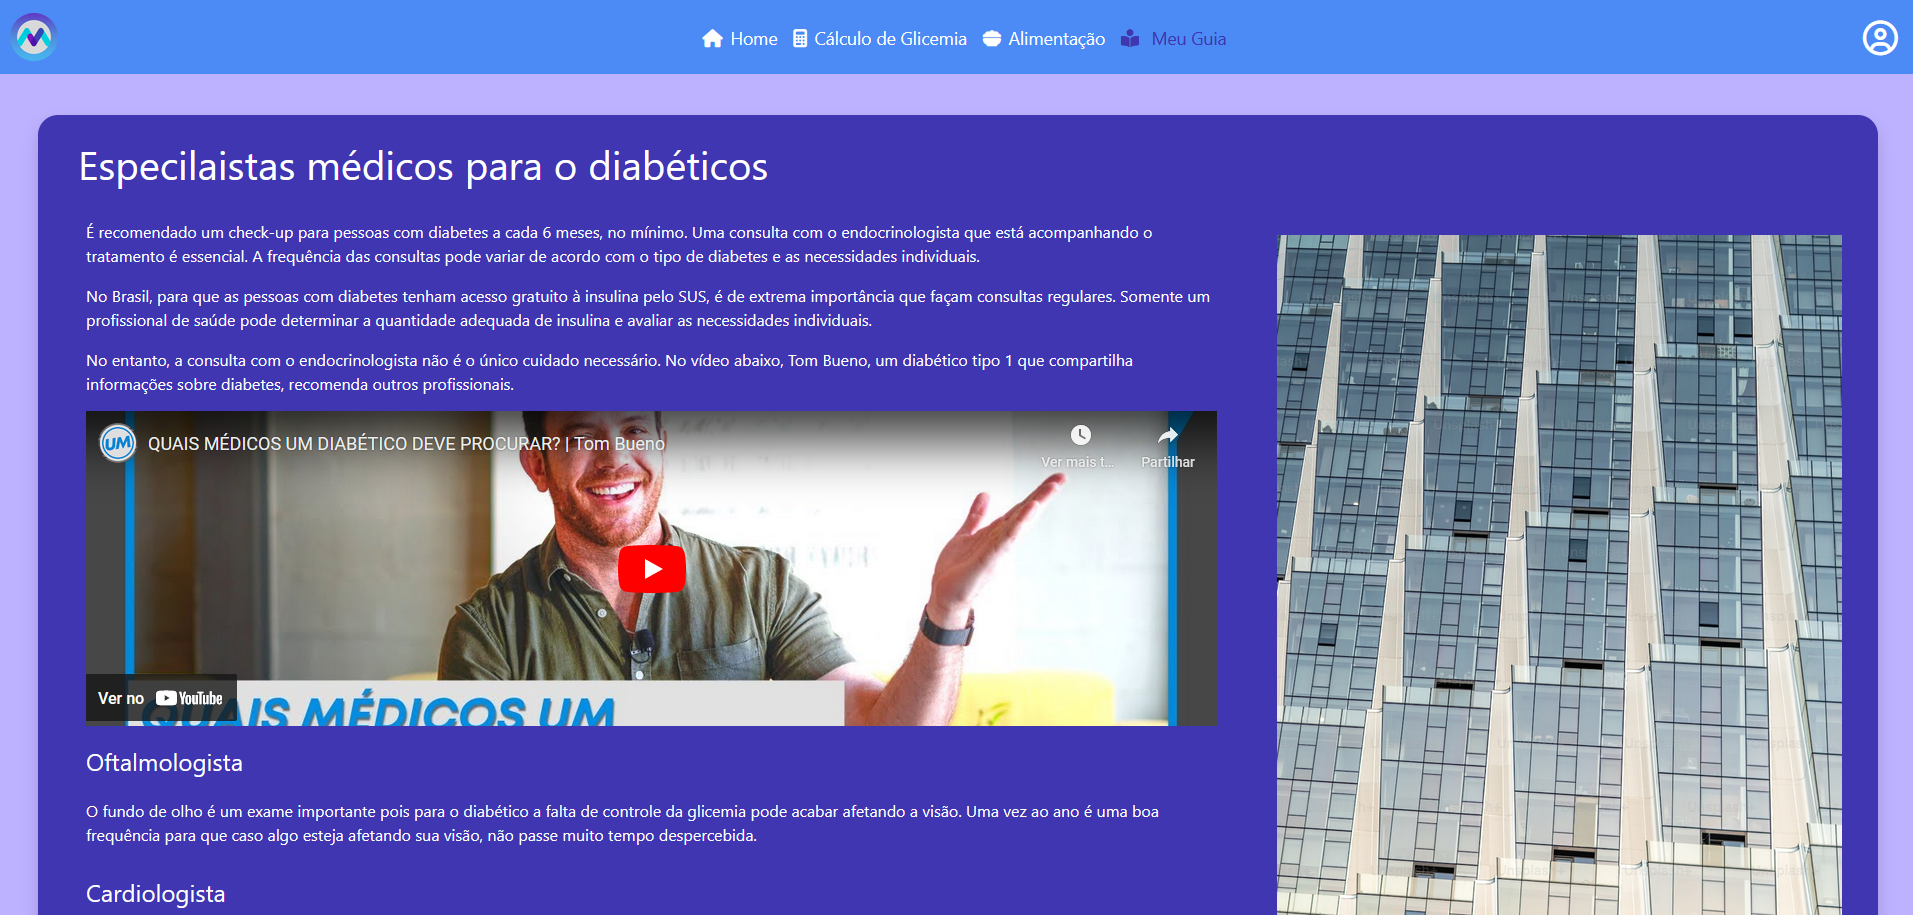 Home Cálculo de Glicemia Alimentação Meu Guia
Especilaistas médicos para o diabéticos
É recomendado um check-up para pessoas com diabetes a cada 6 meses, no mínimo. Uma consulta com o endocrinologista que está acompanhando o
tratamento é essencial. A frequência das consultas pode variar de acordo com o tipo de diabetes e as necessidades individuais.
No Brasil, para que as pessoas com diabetes tenham acesso gratuito à insulina pelo SUS, é de extrema importância que façam consultas regulares. Somente um
profissional de saúde pode determinar a quantidade adequada de insulina e avaliar as necessidades individuais.
No entanto, a consulta com o endocrinologista não é o único cuidado necessário. No vídeo abaixo, Tom Bueno, um diabético tipo 1 que compartilha
informações sobre diabetes, recomenda outros profissionais.
UM QUAIS MÉDICOS UM DIABÉTICO DEVE PROCURAR? | Tom Bueno
Ver mais t... Partilhar
Ver no YouTube
QUAIS MÉDICOS UM
Oftalmologista
O fundo de olho é um exame importante pois para o diabético a falta de controle da glicemia pode acabar afetando a visão. Uma vez ao ano é uma boa
frequência para que caso algo esteja afetando sua visão, não passe muito tempo despercebida.
Cardiologista
Unsplash+